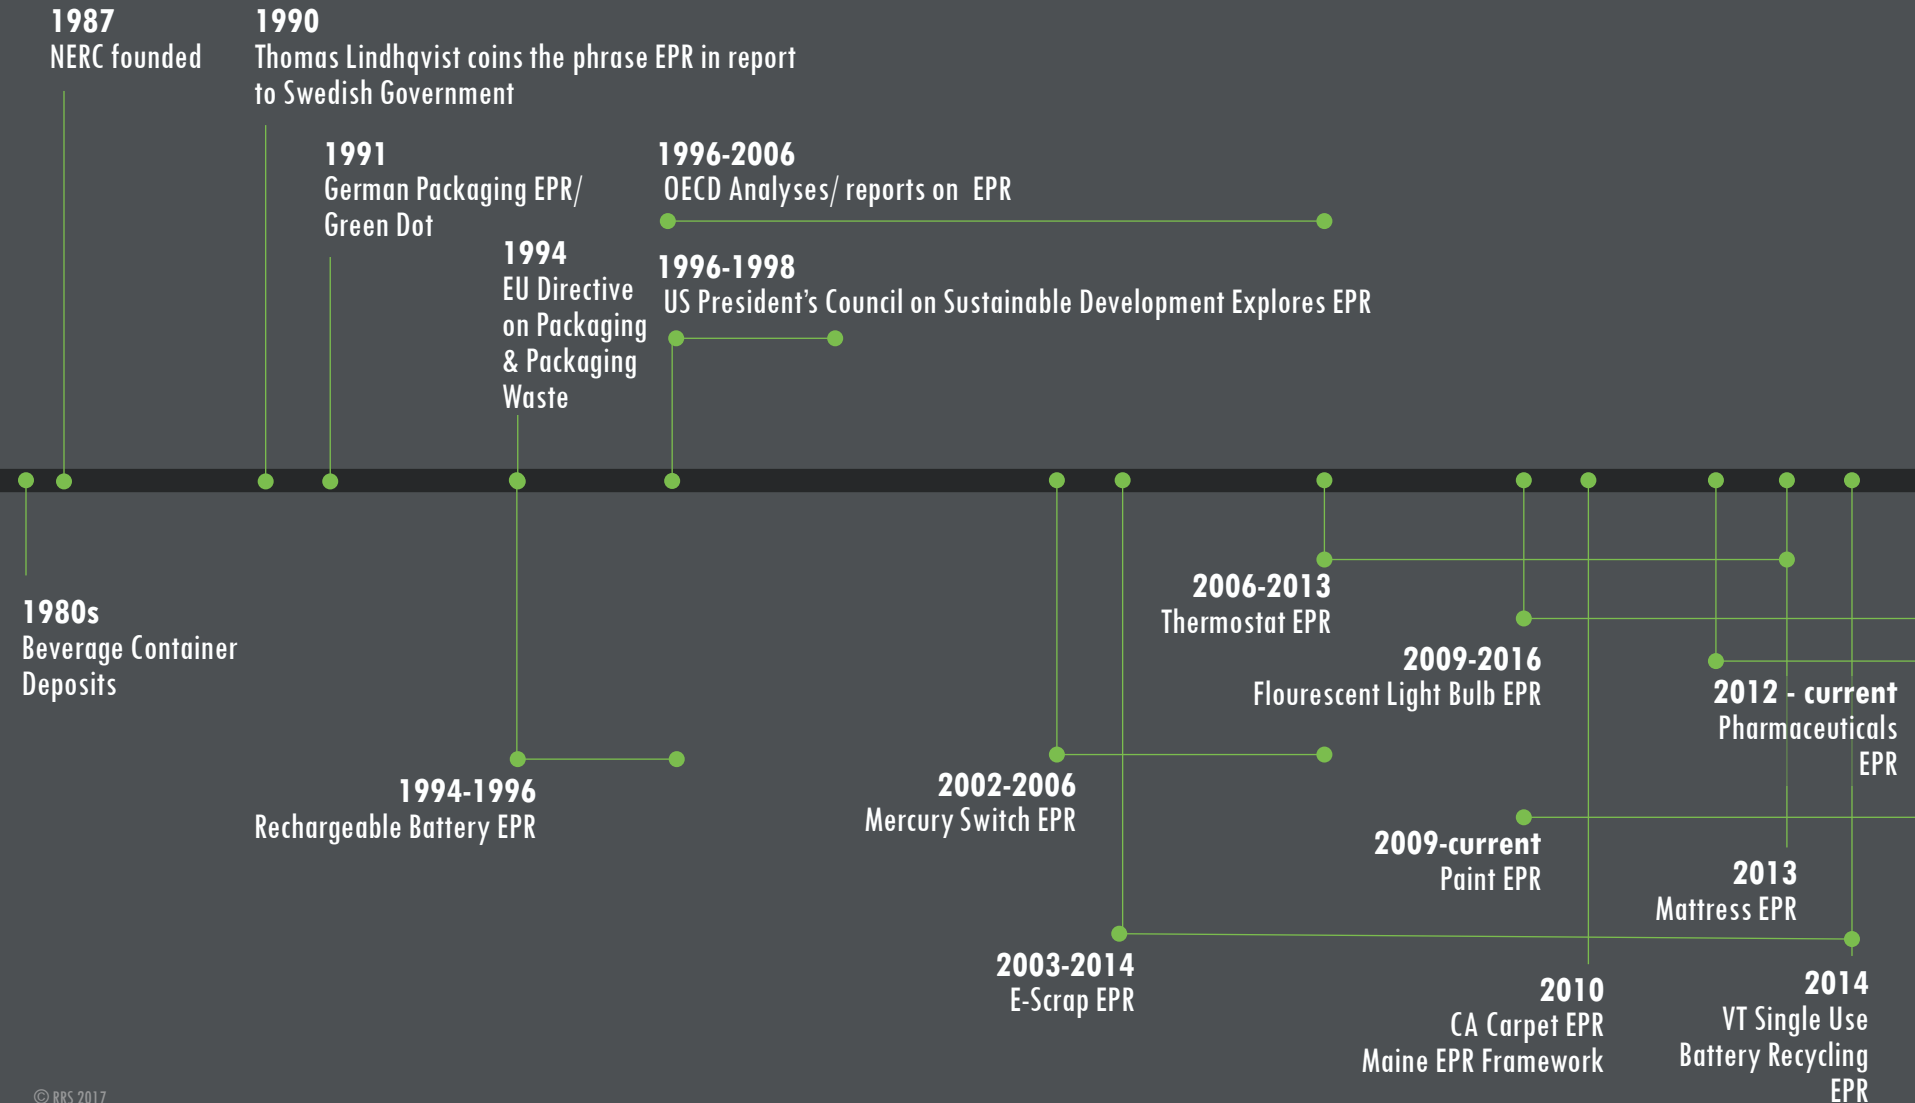 1987
NERC founded
1990
Thomas Lindhqvist coins the phrase EPR in report
to Swedish Government
1991
German Packaging EPR/
Green Dot
1994
EU Directive
on Packaging
& Packaging
Waste
1996-2006
OECD Analyses/ reports on EPR
1996-1998
US President's Council on Sustainable Development Explores EPR
1980s
Beverage Container
Deposits
1994-1996
Rechargeable Battery EPR
2002-2006
Mercury Switch EPR
2003-2014
E-Scrap EPR
2006-2013
Thermostat EPR
2009-2016
Flourescent Light Bulb EPR
2009-current
Paint EPR
2010
CA Carpet EPR
Maine EPR Framework
2012 - current
Pharmaceuticals
EPR
2013
Mattress EPR
2014
VT Single Use
Battery Recycling
EPR
© RRS 2017